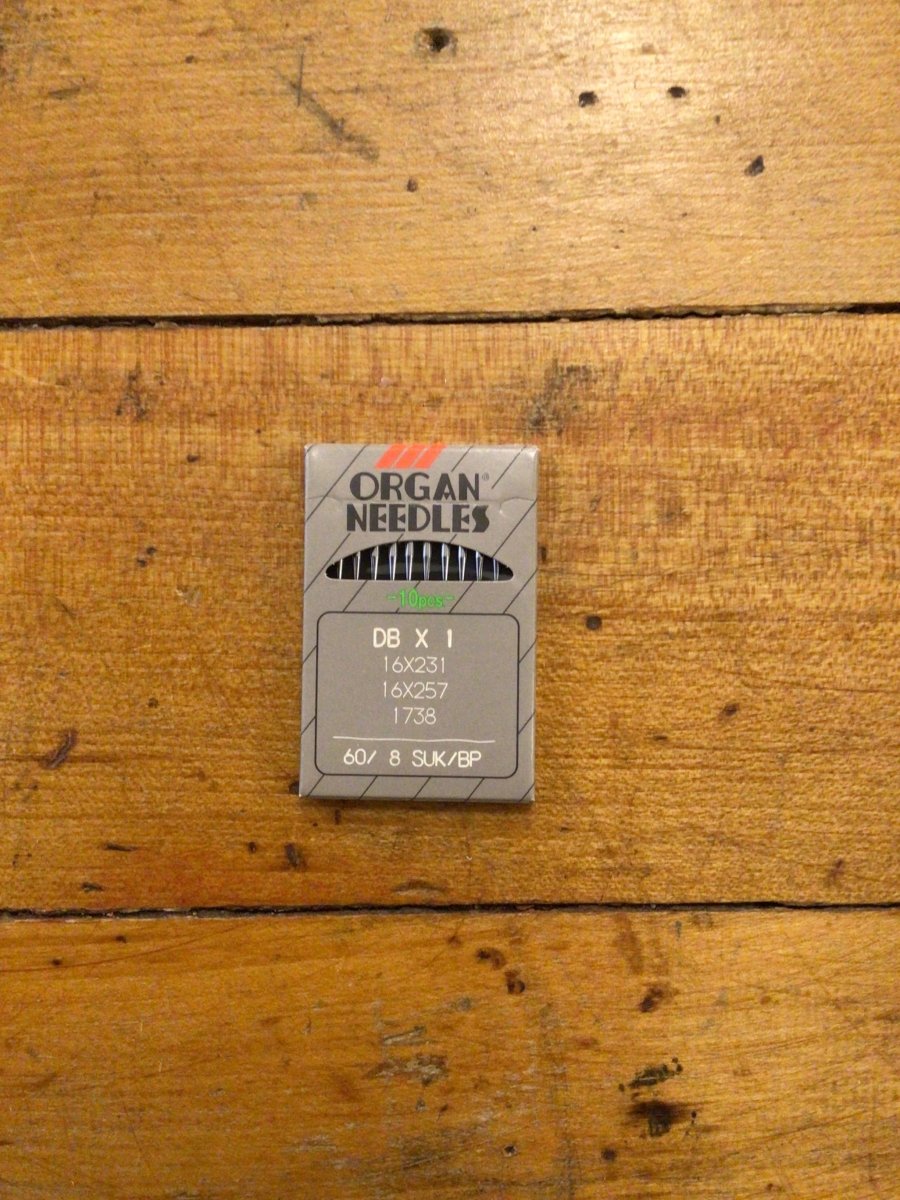 ORGAN®
NEEDLES
-10pcs-
DB X 1
16X231
16X257
1738
60/ 8 SUK/BP